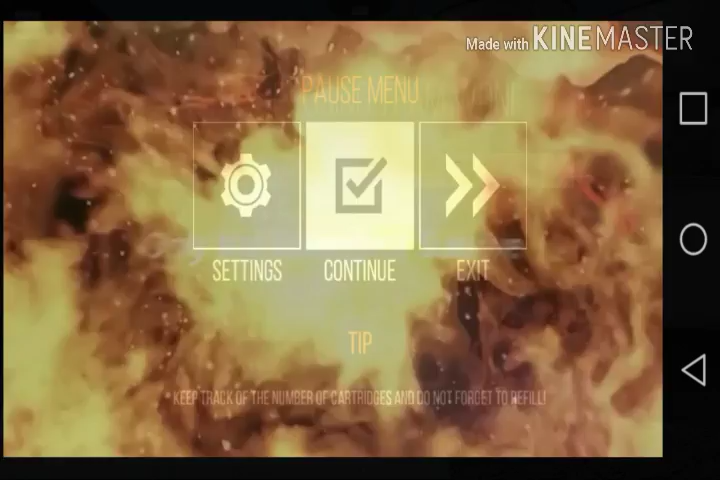 Made with KINEMASTER
PAUSE MENU
SETTINGS CONTINUE EXIT
TIP
KEEP TRACK OF THE NUMBER OF CARTRIDGES AND DO NOT FORGET TO REFILL!